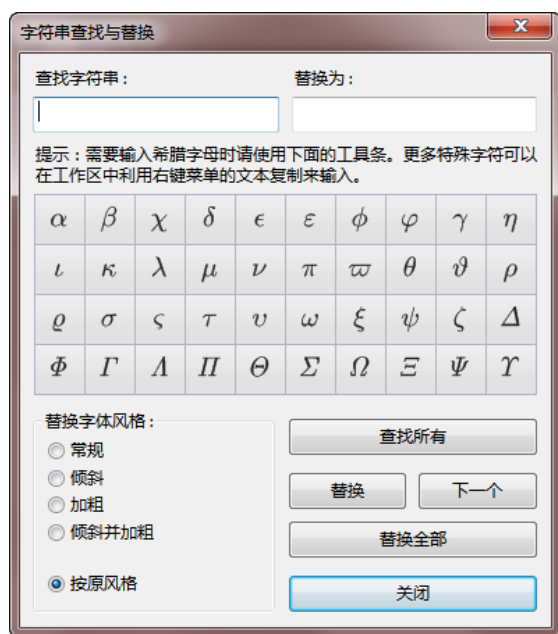 字符串查找与替换
查找字符串： 替换为：
提示：需要输入希腊字母时请使用下面的工具条。更多特殊字符可以
在工作区中利用右键菜单的文本复制来输入。
α β χ δ ϵ ε ϕ φ γ η
ι κ λ μ ν π ϖ θ ϑ ρ
ϱ σ ς τ υ ω ξ ψ ζ Δ
Φ Γ Λ Π Θ Σ Ω Ξ Ψ Υ
替换字体风格：
常规
倾斜
加粗
倾斜并加粗
按原风格
查找所有
替换 下一个
替换全部
关闭